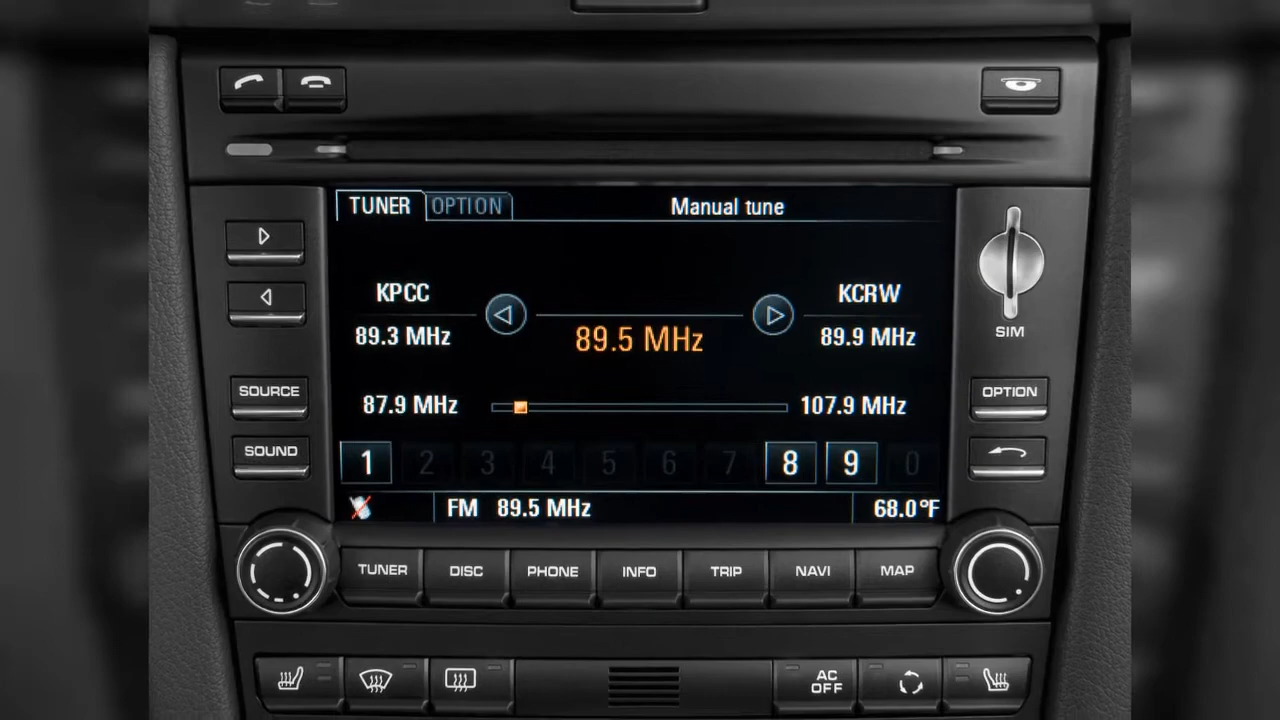 TUNER OPTION Manual tune
KPCC KCRW
89.3 MHz 89.5 MHz 89.9 MHz
SIM
87.9 MHz 107.9 MHz
SOURCE OPTION
SOUND
1 2 3 4 5 6 7 8 9 0
FM 89.5 MHz 68.0°F
TUNER DISC PHONE INFO TRIP NAVI MAP
AC
OFF